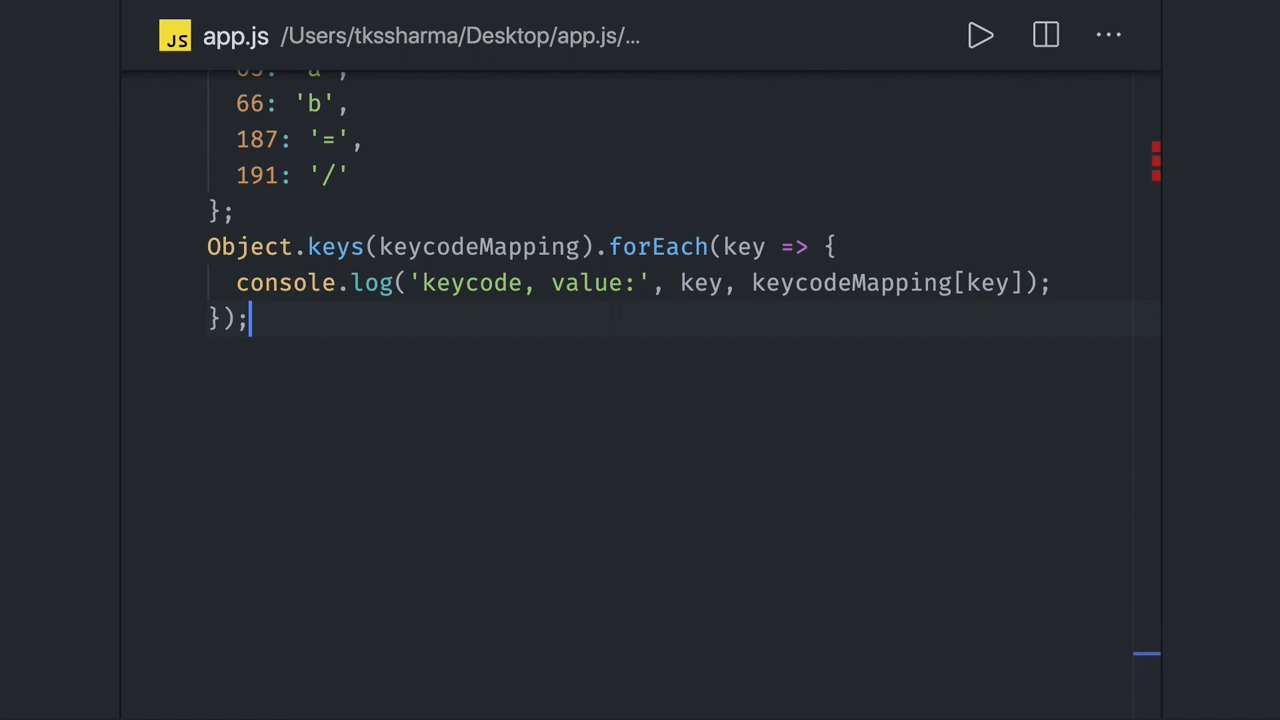 JS app.js /Users/tkssharma/Desktop/app.js/...
66: 'b',
187: '=',
191: '/'
};
Object.keys(keycodeMapping).forEach(key => {
console.log('keycode, value:', key, keycodeMapping[key]);
});